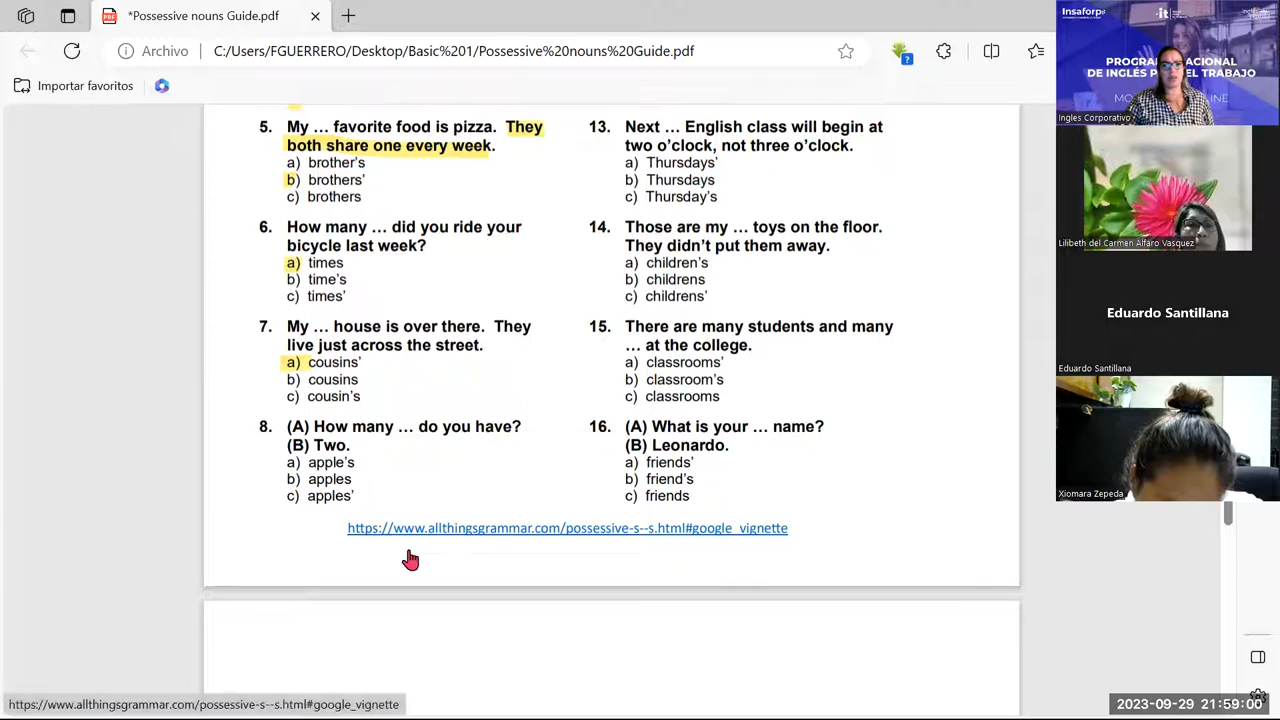 *Possessive nouns Guide.pdf
Archivo
C:/Users/FGUERRERO/Desktop/Basic%201/Possessive%20nouns%20Guide.pdf
Importar favoritos
5. My … favorite food is pizza. They
both share one every week.
a) brother's
b) brothers'
c) brothers
6. How many … did you ride your
bicycle last week?
a) times
b) time's
c) times'
7. My … house is over there. They
live just across the street.
a) cousins'
b) cousins
c) cousin's
8. (A) How many … do you have?
(B) Two.
a) apple's
b) apples
c) apples'
13. Next … English class will begin at
two o'clock, not three o'clock.
a) Thursdays'
b) Thursdays
c) Thursday's
14. Those are my … toys on the floor.
They didn't put them away.
a) children's
b) childrens
c) childrens'
15. There are many students and many
… at the college.
a) classrooms'
b) classroom's
c) classrooms
16. (A) What is your … name?
(B) Leonardo.
a) friends'
b) friend's
c) friends
https://www.allthingsgrammar.com/possessive-s--s.html#google_vignette
https://www.allthingsgrammar.com/possessive-s--s.html#google_vignette
Insaforp
Ingles Corporativo
Lilibeth del Carmen Alfaro Vasquez
Eduardo Santillana
Eduardo Santillana
Xiomara Zepeda
2023-09-29 21:59:00